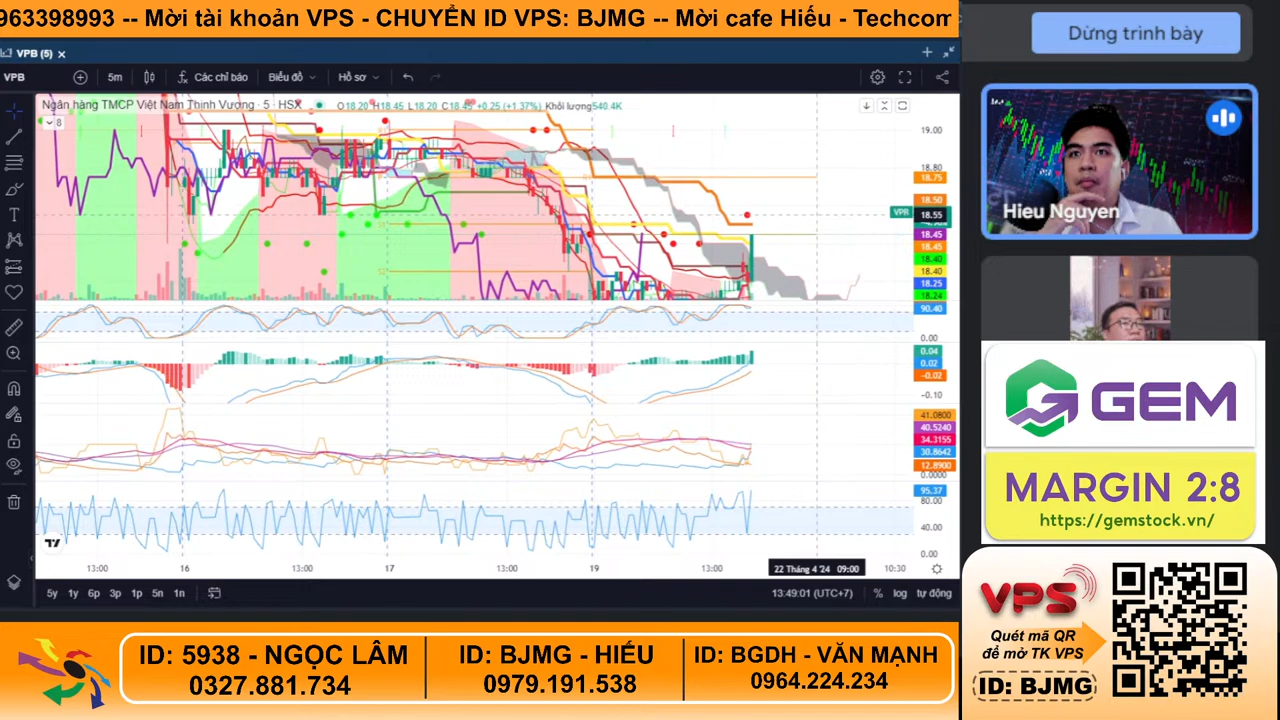 963398993 -- Mời tài khoản VPS - CHUYỂN ID VPS: BJMG -- Mời cafe Hiếu - Techcom
VPB (5)
VPB
5m
Các chỉ báo
Biểu đồ
Hồ sơ
Ngân hàng TMCP Việt Nam Thịnh Vượng · 5 · HSX
O18.20 H18.45 L18.20 C18.45 +0.25 (+1.37%) Khối lượng 540.4K
8
19.00
18.80
18.75
18.50
VPB
18.55
18.45
18.45
18.40
18.40
18.25
18.24
90.40
0.00
0.04
0.02
-0.02
-0.10
41.0800
40.5240
34.3155
30.8642
12.8900
0.0000
95.37
80.00
40.00
0.00
13:00
16
13:00
17
13:00
19
13:00
22 Tháng 4 '24 09:00
10:30
5y
1y
6p
3p
1p
5n
1n
13:49:01 (UTC+7)
%
log
tự động
Dừng trình bày
Hieu Nguyen
GEM
MARGIN 2:8
https://gemstock.vn/
VPS
Quét mã QR
để mở TK VPS
ID: BJMG
ID: 5938 - NGỌC LÂM
0327.881.734
ID: BJMG - HIẾU
0979.191.538
ID: BGDH - VĂN MẠNH
0964.224.234